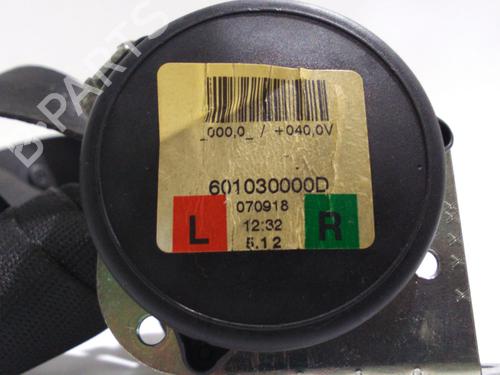 _000,0_ / +040,0V
601030000D
070918
L 12:32 R
5.12
B PARTS